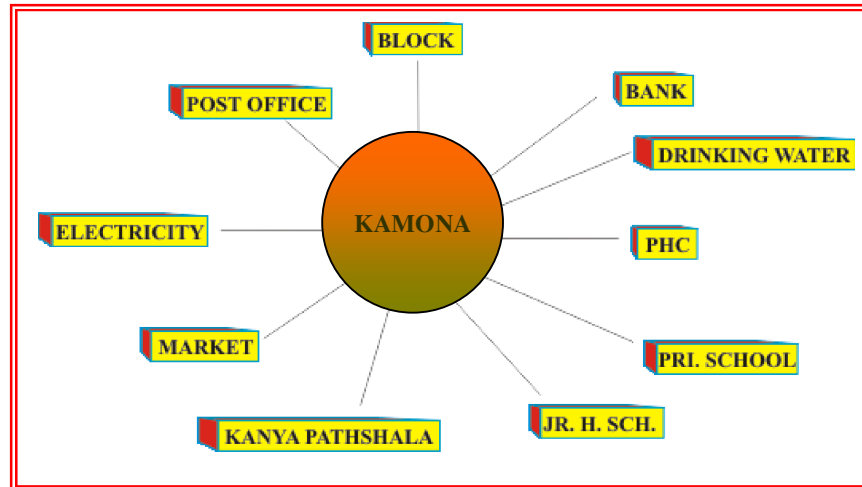 BLOCK
POST OFFICE
BANK
DRINKING WATER
KAMONA
ELECTRICITY
PHC
MARKET
PRI. SCHOOL
KANYA PATHSHALA
JR. H. SCH.